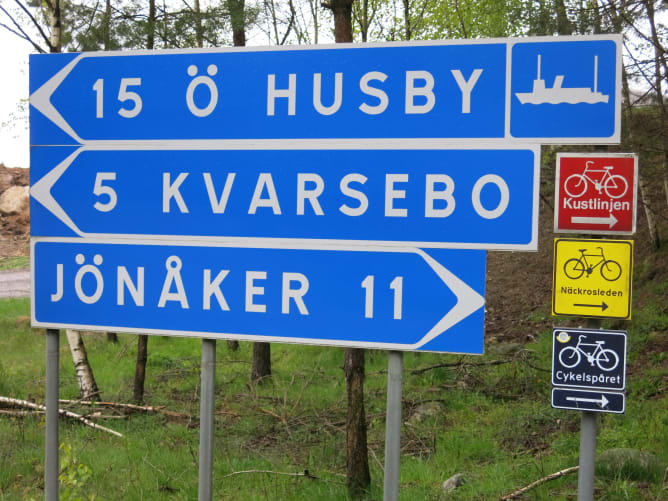 15 Ö HUSBY
5 KVARSEBO
JÖNÅKER 11
Kustlinjen
Näckrosleden
Cykelspåret